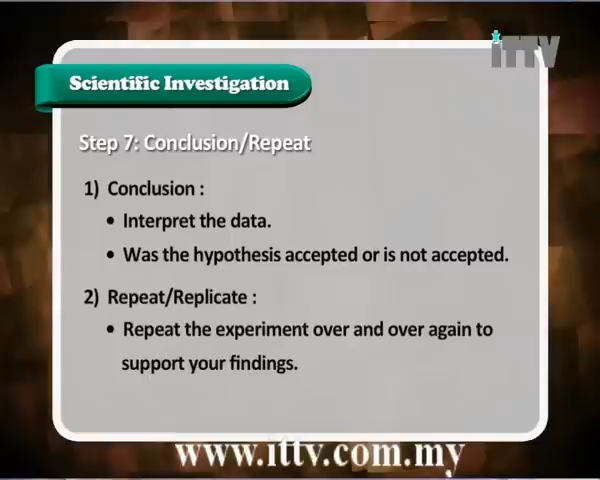 iTTV
Scientific Investigation
Step 7: Conclusion/Repeat
1) Conclusion :
• Interpret the data.
• Was the hypothesis accepted or is not accepted.
2) Repeat/Replicate :
• Repeat the experiment over and over again to
support your findings.
www.ittv.com.my